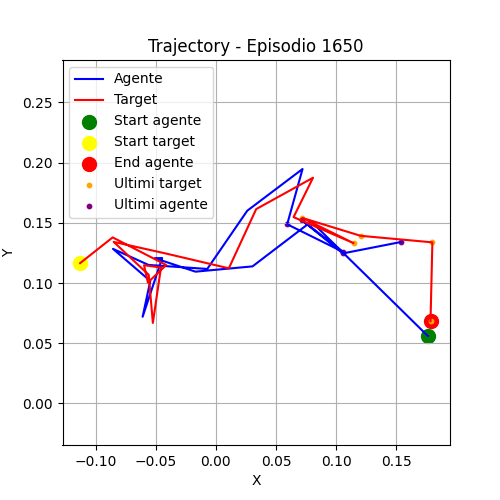 Trajectory - Episodio 1650
Agente
Target
Start agente
Start target
End agente
Ultimi target
Ultimi agente
Y
0.25
0.20
0.15
0.10
0.05
0.00
−0.10
−0.05
0.00
0.05
0.10
0.15
X